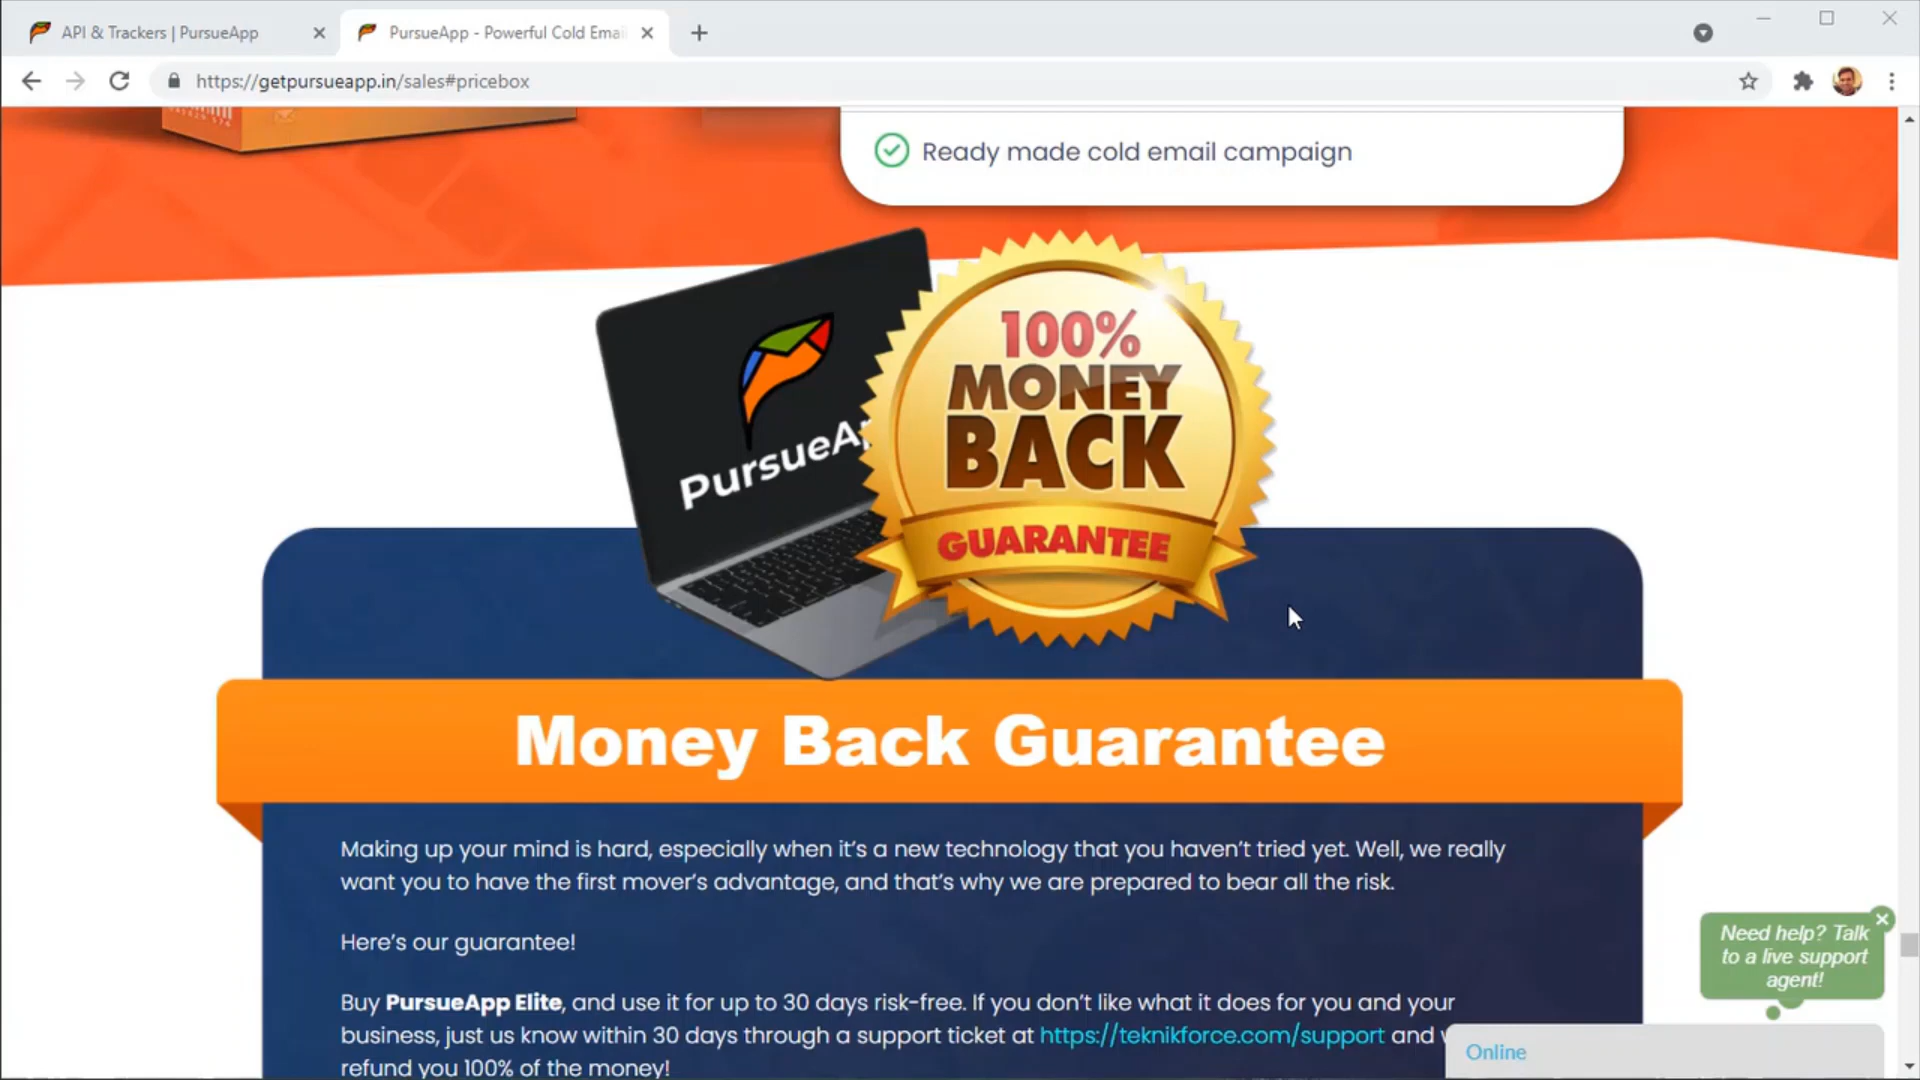 API & Trackers | PursueApp
PursueApp - Powerful Cold Emai
https://getpursueapp.in/sales#pricebox
Ready made cold email campaign
PursueAp
100%
MONEY
BACK
GUARANTEE
Money Back Guarantee
Making up your mind is hard, especially when it's a new technology that you haven't tried yet. Well, we really
want you to have the first mover's advantage, and that's why we are prepared to bear all the risk.
Here's our guarantee!
Buy PursueApp Elite, and use it for up to 30 days risk-free. If you don't like what it does for you and your
business, just us know within 30 days through a support ticket at https://teknikforce.com/support and
refund you 100% of the money!
Need help? Talk
to a live support
agent!
Online